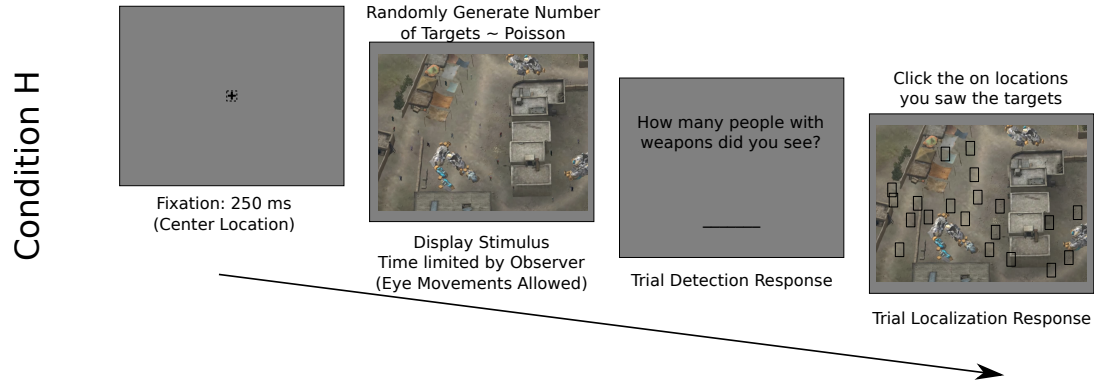 Condition H
Fixation: 250 ms
(Center Location)
Randomly Generate Number
of Targets ~ Poisson
Display Stimulus
Time limited by Observer
(Eye Movements Allowed)
How many people with
weapons did you see?
Trial Detection Response
Click the on locations
you saw the targets
Trial Localization Response